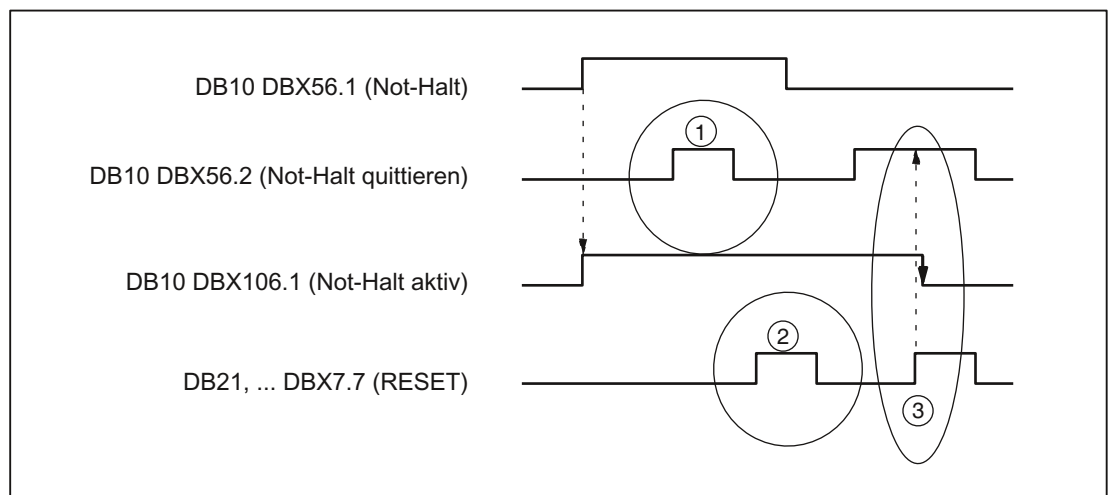 DB10 DBX56.1 (Not-Halt)
1
DB10 DBX56.2 (Not-Halt quittieren)
DB10 DBX106.1 (Not-Halt aktiv)
2
DB21, ... DBX7.7 (RESET)
3